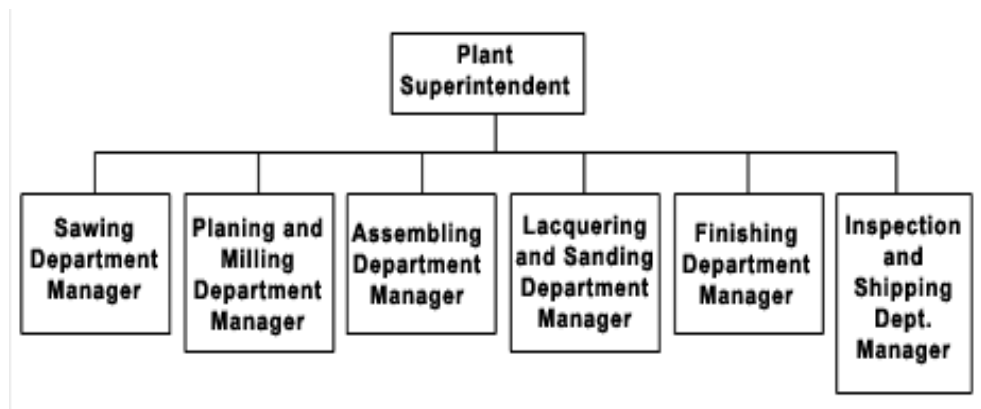 Plant
Superintendent
Sawing
Department
Manager
Planing and
Milling
Department
Manager
Assembling
Department
Manager
Lacquering
and Sanding
Department
Manager
Finishing
Department
Manager
Inspection
and
Shipping
Dept.
Manager